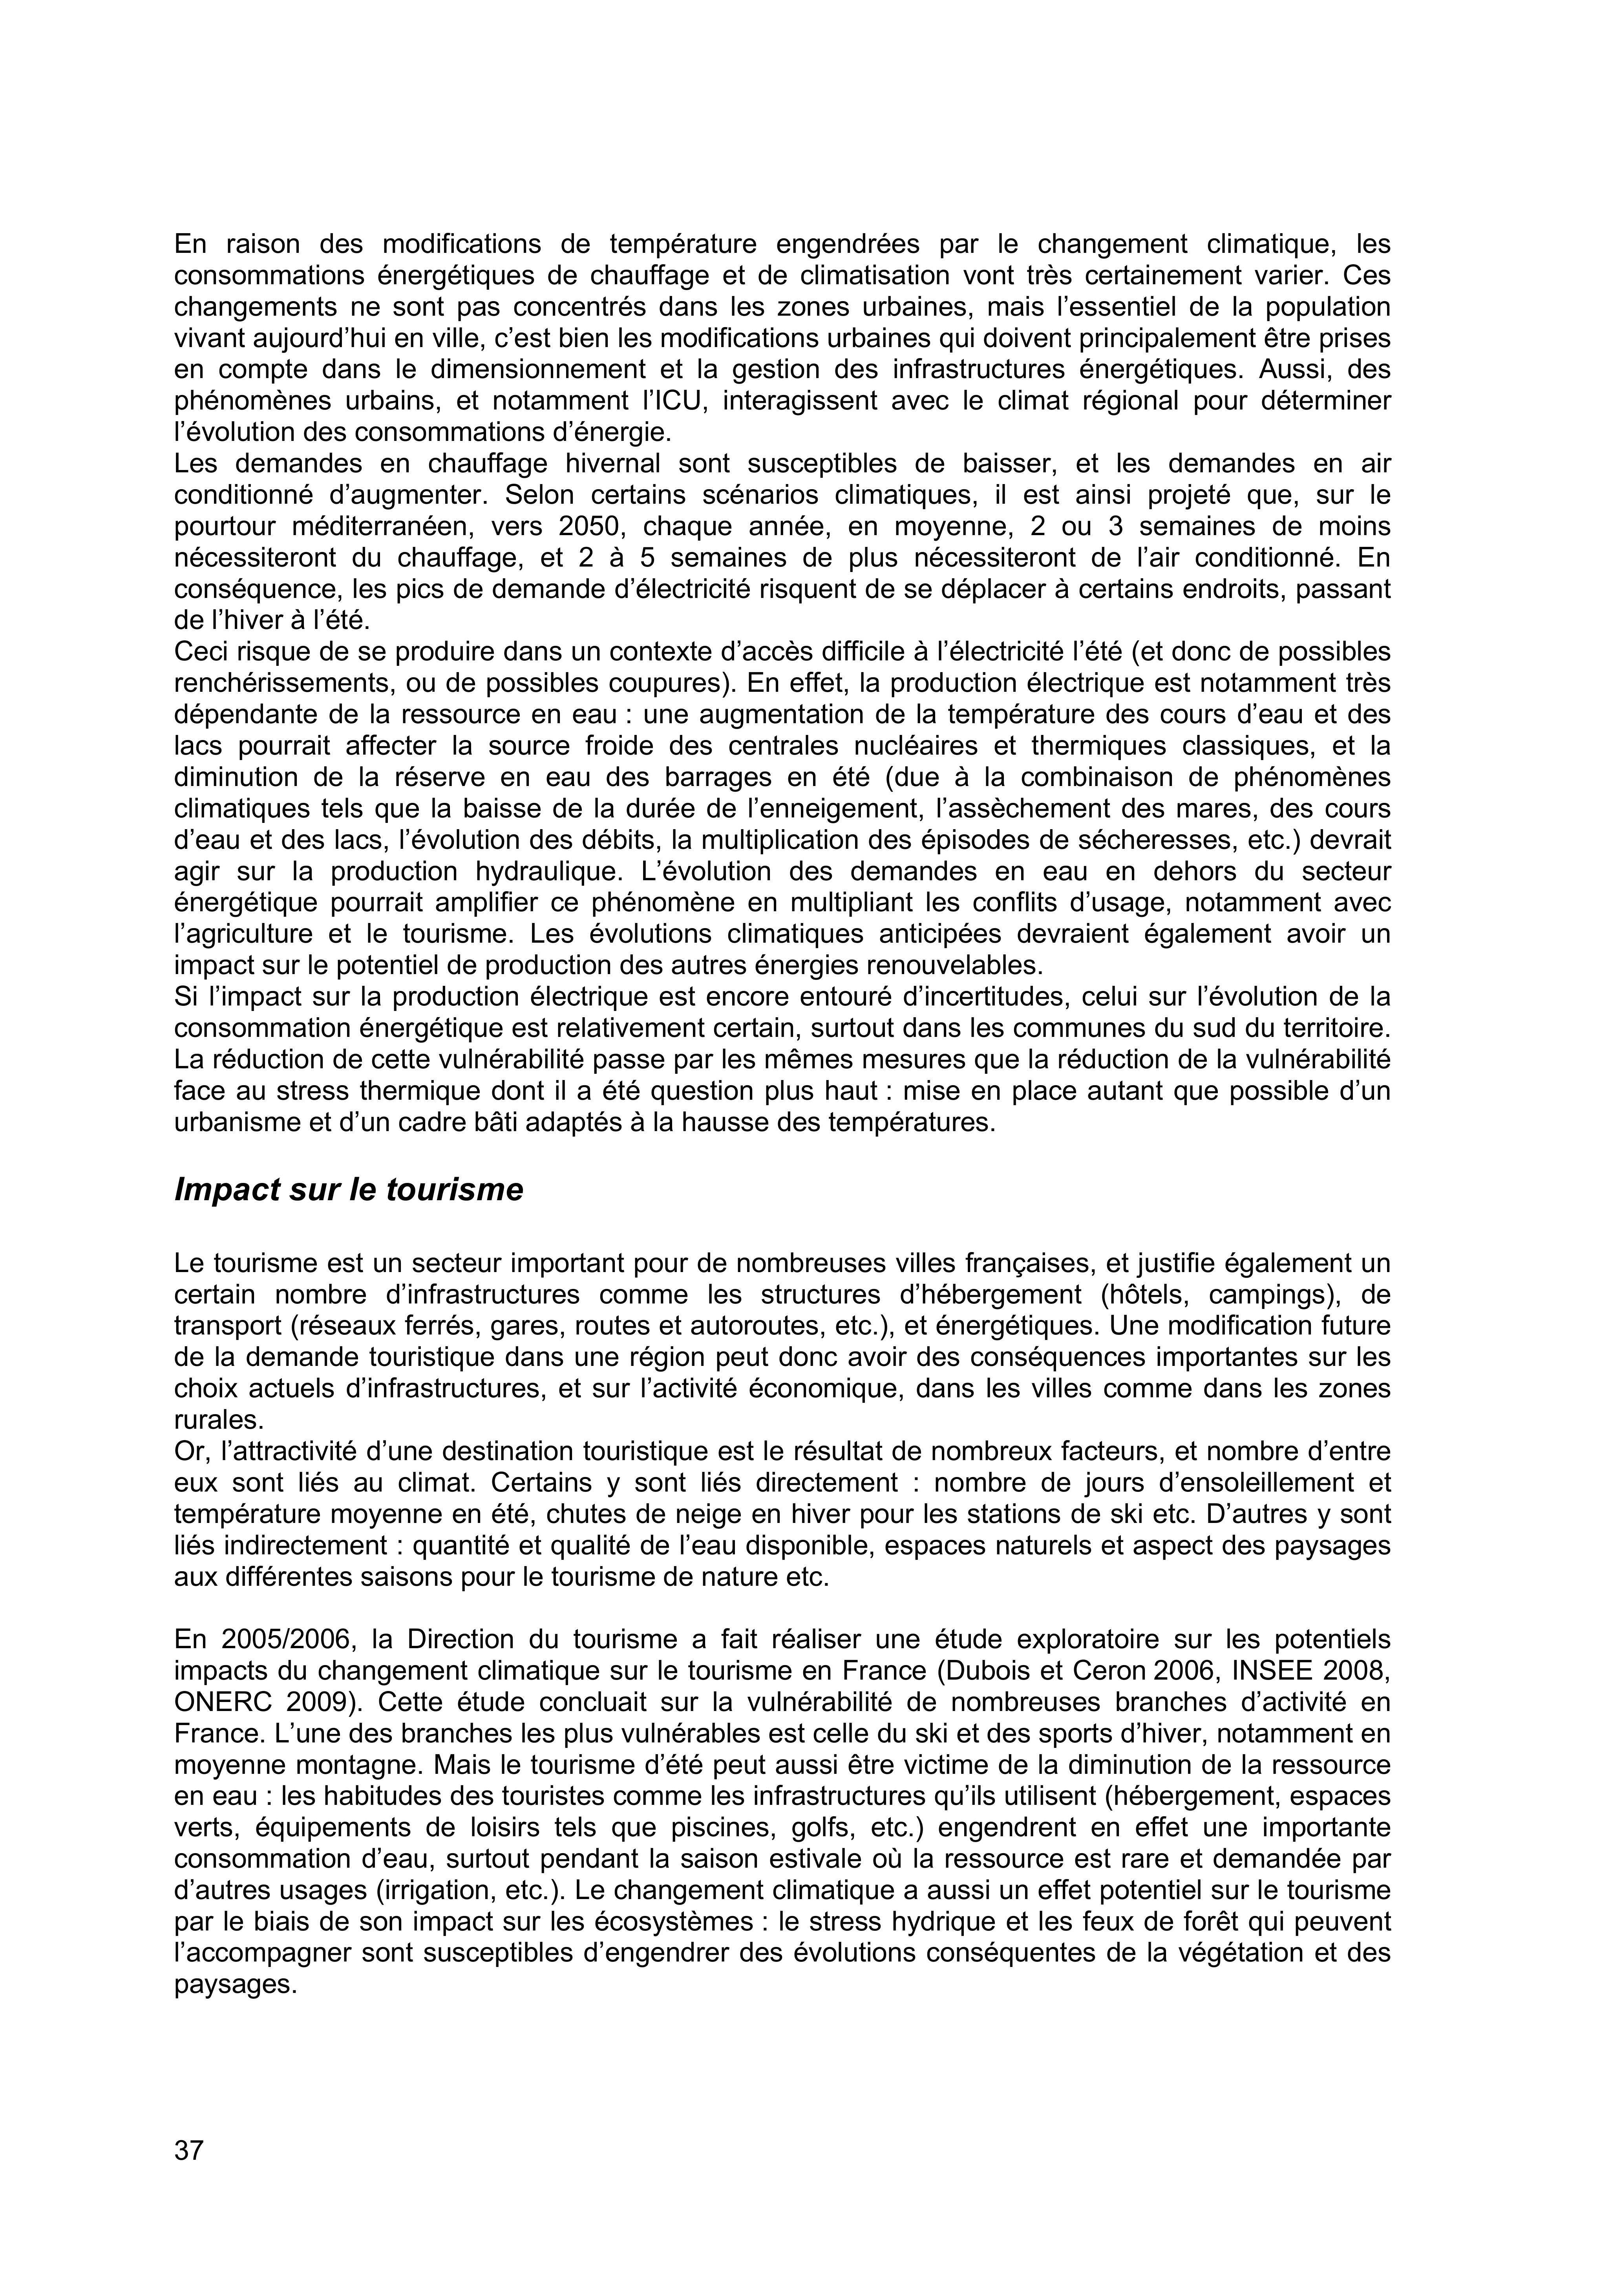 En raison des modifications de température engendrées par le changement climatique, les
consommations énergétiques de chauffage et de climatisation vont très certainement varier. Ces
changements ne sont pas concentrés dans les zones urbaines, mais l’essentiel de la population
vivant aujourd’hui en ville, c’est bien les modifications urbaines qui doivent principalement être prises
en compte dans le dimensionnement et la gestion des infrastructures énergétiques. Aussi, des
phénomènes urbains, et notamment l’ICU, interagissent avec le climat régional pour déterminer
l’évolution des consommations d’énergie.
Les demandes en chauffage hivernal sont susceptibles de baisser, et les demandes en air
conditionné d’augmenter. Selon certains scénarios climatiques, il est ainsi projeté que, sur le
pourtour méditerranéen, vers 2050, chaque année, en moyenne, 2 ou 3 semaines de moins
nécessiteront du chauffage, et 2 à 5 semaines de plus nécessiteront de l’air conditionné. En
conséquence, les pics de demande d’électricité risquent de se déplacer à certains endroits, passant
de l’hiver à l’été.
Ceci risque de se produire dans un contexte d’accès difficile à l’électricité l’été (et donc de possibles
renchérissements, ou de possibles coupures). En effet, la production électrique est notamment très
dépendante de la ressource en eau : une augmentation de la température des cours d’eau et des
lacs pourrait affecter la source froide des centrales nucléaires et thermiques classiques, et la
diminution de la réserve en eau des barrages en été (due à la combinaison de phénomènes
climatiques tels que la baisse de la durée de l’enneigement, l’assèchement des mares, des cours
d’eau et des lacs, l’évolution des débits, la multiplication des épisodes de sécheresses, etc.) devrait
agir sur la production hydraulique. L’évolution des demandes en eau en dehors du secteur
énergétique pourrait amplifier ce phénomène en multipliant les conflits d’usage, notamment avec
l’agriculture et le tourisme. Les évolutions climatiques anticipées devraient également avoir un
impact sur le potentiel de production des autres énergies renouvelables.
Si l’impact sur la production électrique est encore entouré d’incertitudes, celui sur l’évolution de la
consommation énergétique est relativement certain, surtout dans les communes du sud du territoire.
La réduction de cette vulnérabilité passe par les mêmes mesures que la réduction de la vulnérabilité
face au stress thermique dont il a été question plus haut : mise en place autant que possible d’un
urbanisme et d’un cadre bâti adaptés à la hausse des températures.
Impact sur le tourisme
Le tourisme est un secteur important pour de nombreuses villes françaises, et justifie également un
certain nombre d’infrastructures comme les structures d’hébergement (hôtels, campings), de
transport (réseaux ferrés, gares, routes et autoroutes, etc.), et énergétiques. Une modification future
de la demande touristique dans une région peut donc avoir des conséquences importantes sur les
choix actuels d’infrastructures, et sur l’activité économique, dans les villes comme dans les zones
rurales.
Or, l’attractivité d’une destination touristique est le résultat de nombreux facteurs, et nombre d’entre
eux sont liés au climat. Certains y sont liés directement : nombre de jours d’ensoleillement et
température moyenne en été, chutes de neige en hiver pour les stations de ski etc. D’autres y sont
liés indirectement : quantité et qualité de l’eau disponible, espaces naturels et aspect des paysages
aux différentes saisons pour le tourisme de nature etc.
En 2005/2006, la Direction du tourisme a fait réaliser une étude exploratoire sur les potentiels
impacts du changement climatique sur le tourisme en France (Dubois et Ceron 2006, INSEE 2008,
ONERC 2009). Cette étude concluait sur la vulnérabilité de nombreuses branches d’activité en
France. L’une des branches les plus vulnérables est celle du ski et des sports d’hiver, notamment en
moyenne montagne. Mais le tourisme d’été peut aussi être victime de la diminution de la ressource
en eau : les habitudes des touristes comme les infrastructures qu’ils utilisent (hébergement, espaces
verts, équipements de loisirs tels que piscines, golfs, etc.) engendrent en effet une importante
consommation d’eau, surtout pendant la saison estivale où la ressource est rare et demandée par
d’autres usages (irrigation, etc.). Le changement climatique a aussi un effet potentiel sur le tourisme
par le biais de son impact sur les écosystèmes : le stress hydrique et les feux de forêt qui peuvent
l’accompagner sont susceptibles d’engendrer des évolutions conséquentes de la végétation et des
paysages.
37